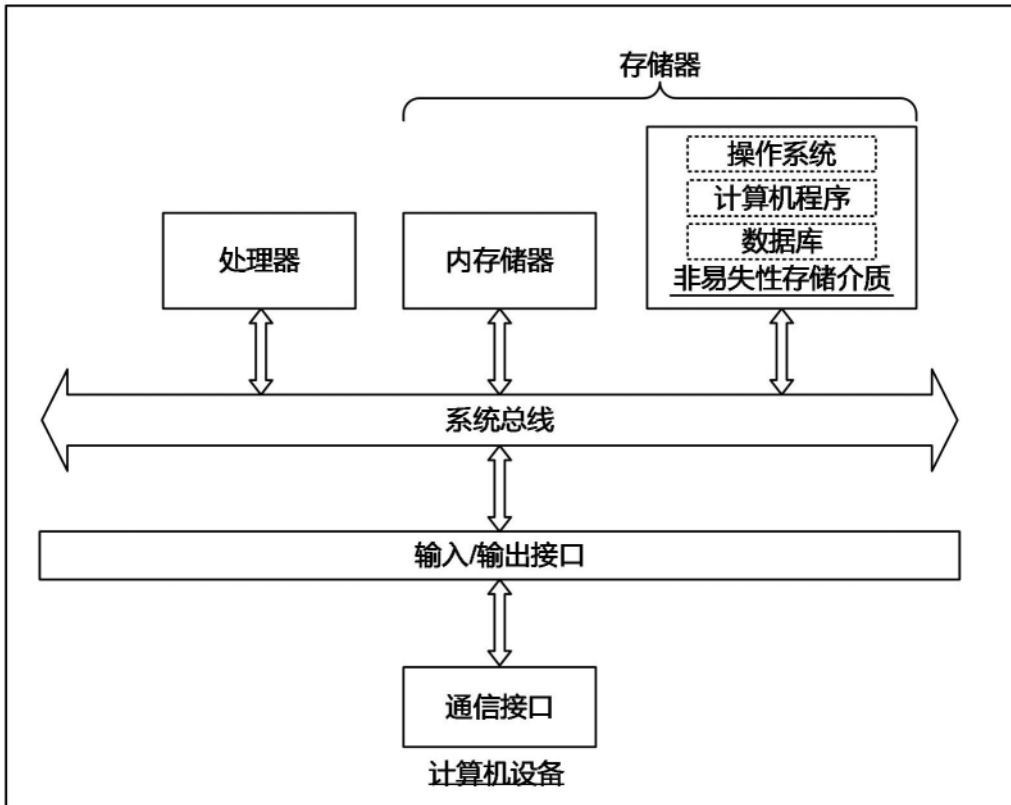 存储器
操作系统
计算机程序
数据库
非易失性存储介质
处理器
内存储器
系统总线
输入/输出接口
通信接口
计算机设备